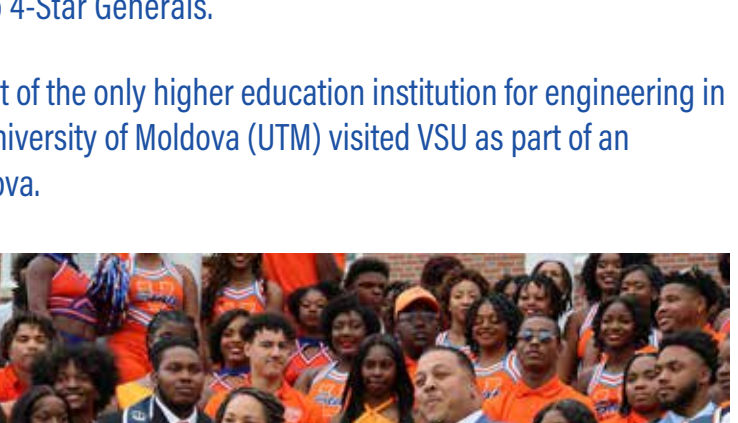 4-Star Generals.
t of the only higher education institution for engineering in
niversity of Moldova (UTM) visited VSU as part of an
ova.